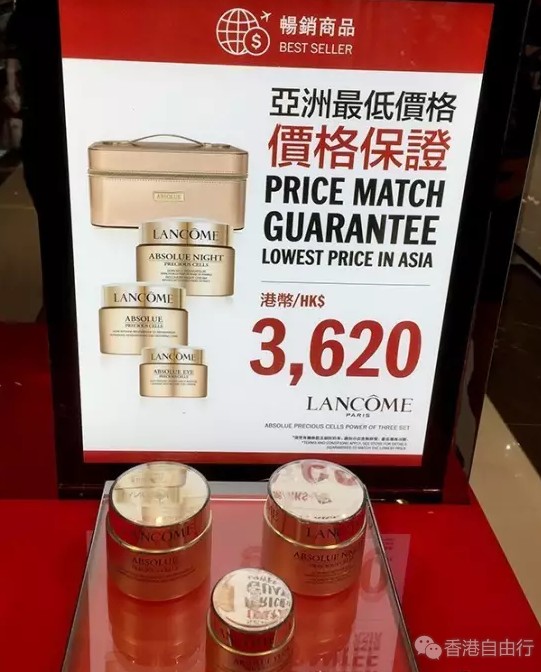 暢銷商品
BEST SELLER
亞洲最低價格
價格保證
PRICE MATCH
GUARANTEE
LOWEST PRICE IN ASIA
港幣/HK$
3,620
LANCÔME
PARIS
ABSOLUE PRECIOUS CELLS POWER OF THREE SET
ABSOLUE
LANCÔME
ABSOLUE NIGHT
PRECIOUS CELLS
LANCÔME
ABSOLUE
PRECIOUS CELLS
LANCÔME
ABSOLUE EYE
PRECIOUS CELLS
LANCÔME
ABSOLUE
PRECIOUS CELLS
LANCÔME
ABSOLUE
香港自由行